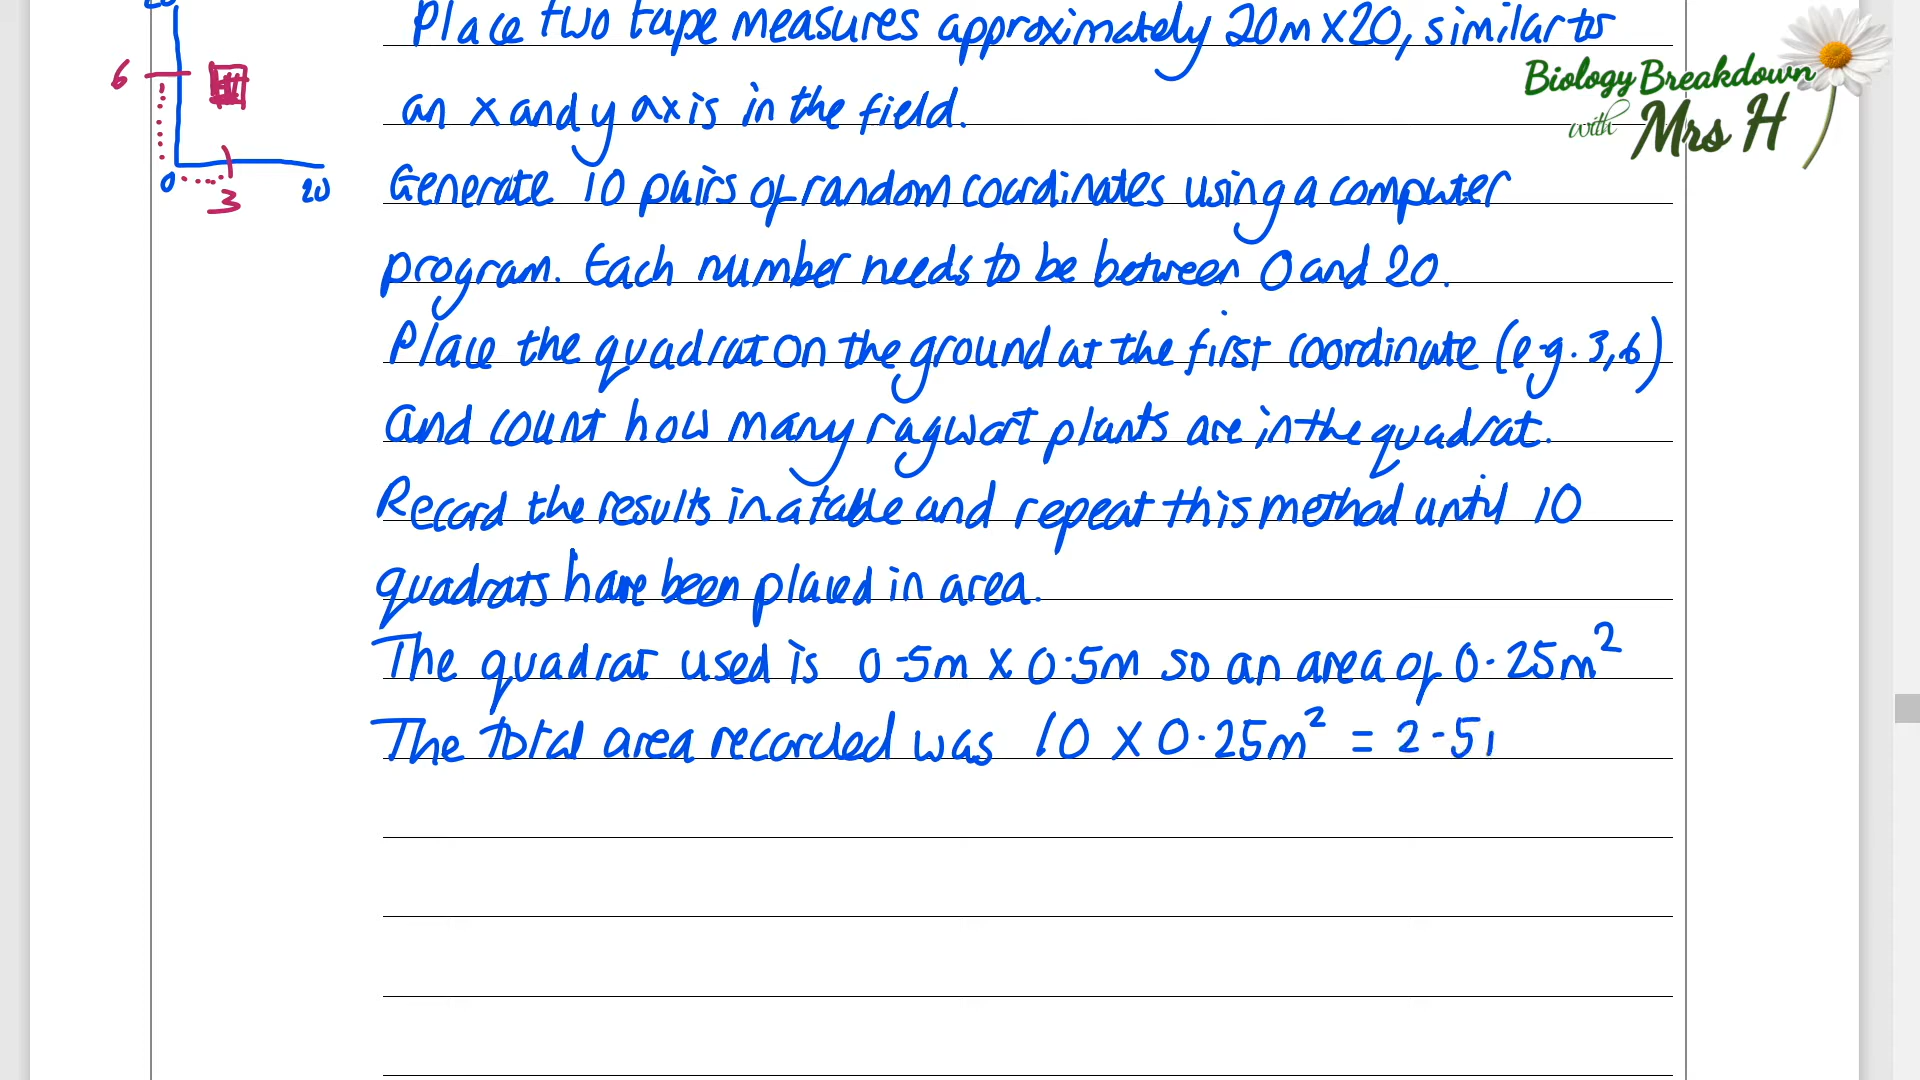 Place two tape measures approximately 20m x 20, similar to
an x and y axis in the field.
Generate 10 pairs of random coordinates using a computer
program. Each number needs to be between 0 and 20.
Place the quadrat on the ground at the first coordinate (e.g. 3,6)
and count how many ragwort plants are in the quadrat.
Record the results in a table and repeat this method until 10
quadrats have been placed in area.
The quadrat used is 0.5m x 0.5m so an area of 0.25m²
The total area recorded was 10 x 0.25m² = 2.5
20
6
0
3
20
Biology Breakdown
with Mrs H